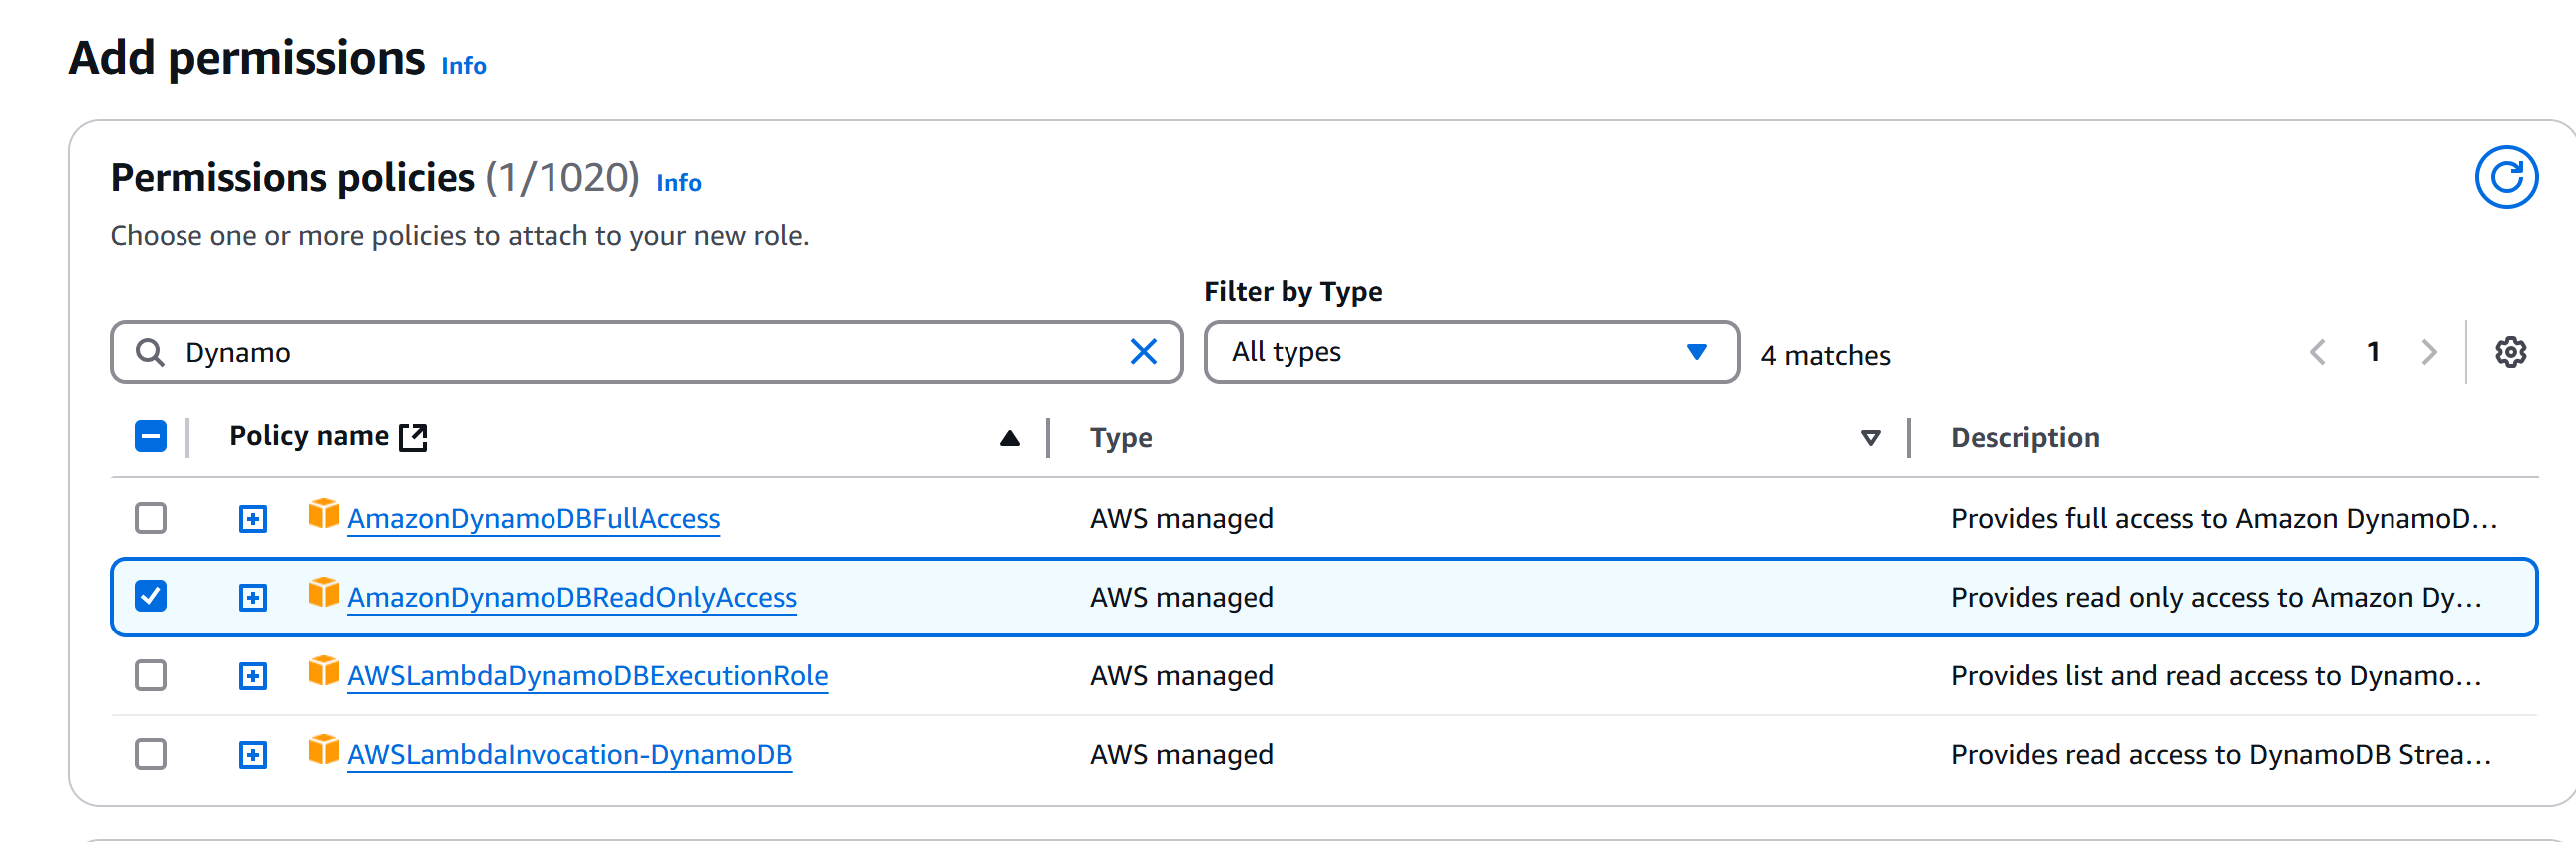 Add permissions Info
Permissions policies (1/1020) Info
Choose one or more policies to attach to your new role.
Filter by Type
Dynamo All types 4 matches 1
Policy name Type Description
AmazonDynamoDBFullAccess AWS managed Provides full access to Amazon DynamoD...
AmazonDynamoDBReadOnlyAccess AWS managed Provides read only access to Amazon Dy...
AWSLambdaDynamoDBExecutionRole AWS managed Provides list and read access to Dynamo...
AWSLambdaInvocation-DynamoDB AWS managed Provides read access to DynamoDB Strea...